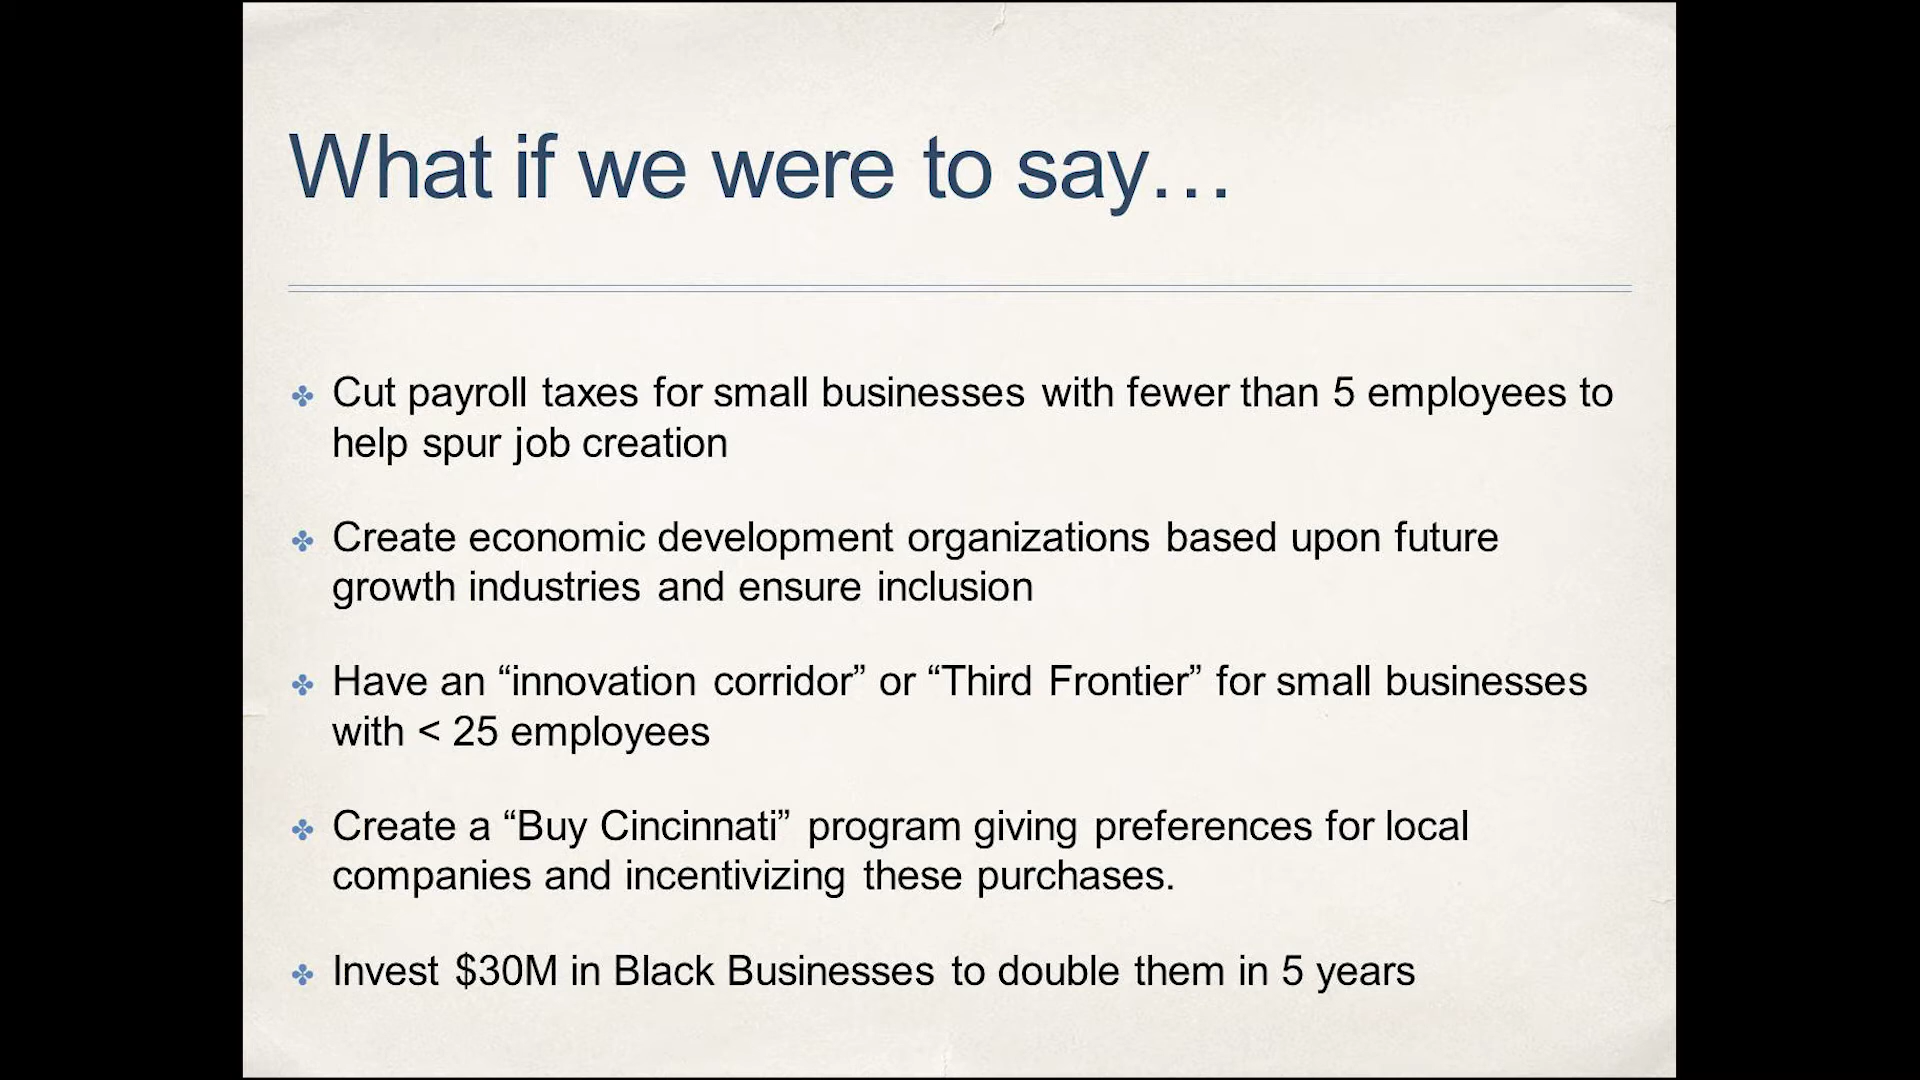 What if we were to say…
Cut payroll taxes for small businesses with fewer than 5 employees to
help spur job creation
Create economic development organizations based upon future
growth industries and ensure inclusion
Have an “innovation corridor” or “Third Frontier” for small businesses
with < 25 employees
Create a “Buy Cincinnati” program giving preferences for local
companies and incentivizing these purchases.
Invest $30M in Black Businesses to double them in 5 years